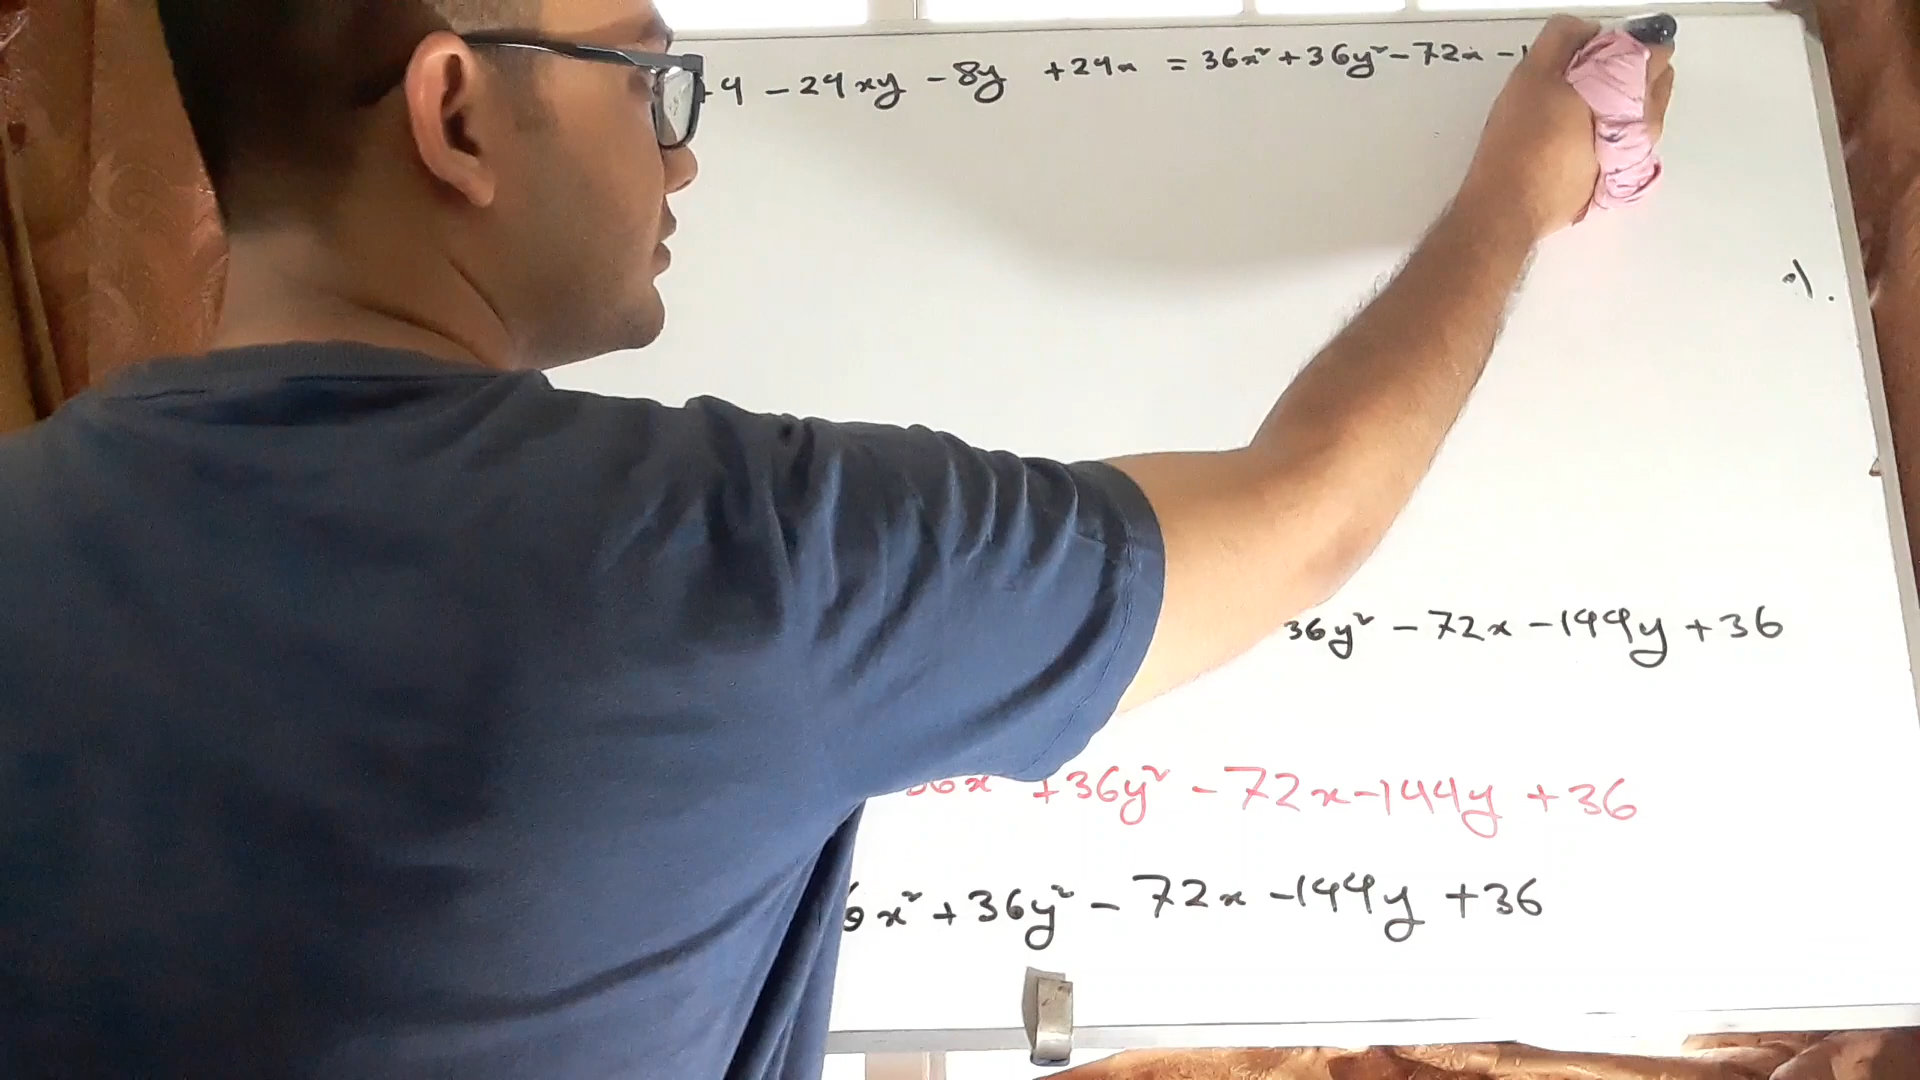 4 - 24xy - 8y + 24x = 36x² + 36y² - 72x - 1
36y² - 72x - 144y + 36
36x + 36y² - 72x - 144y + 36
x² + 36y² - 72x - 144y + 36